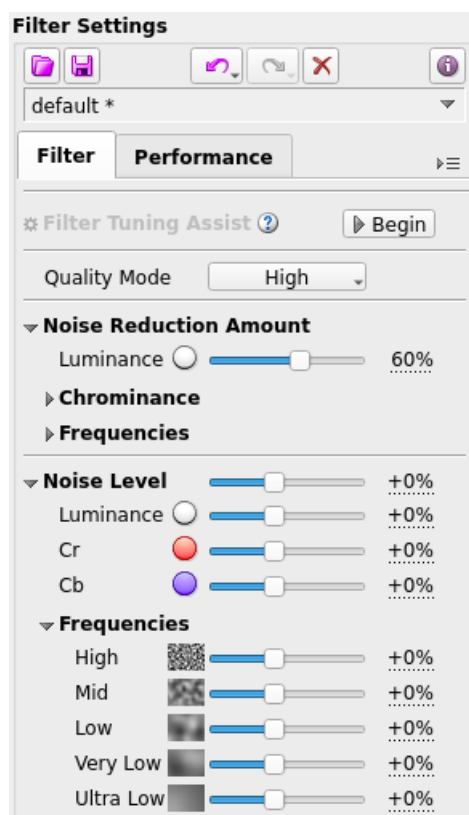 Filter Settings
default *
Filter Performance
Filter Tuning Assist ? Begin
Quality Mode High
Noise Reduction Amount
Luminance 60%
Chrominance
Frequencies
Noise Level +0%
Luminance +0%
Cr +0%
Cb +0%
Frequencies
High +0%
Mid +0%
Low +0%
Very Low +0%
Ultra Low +0%